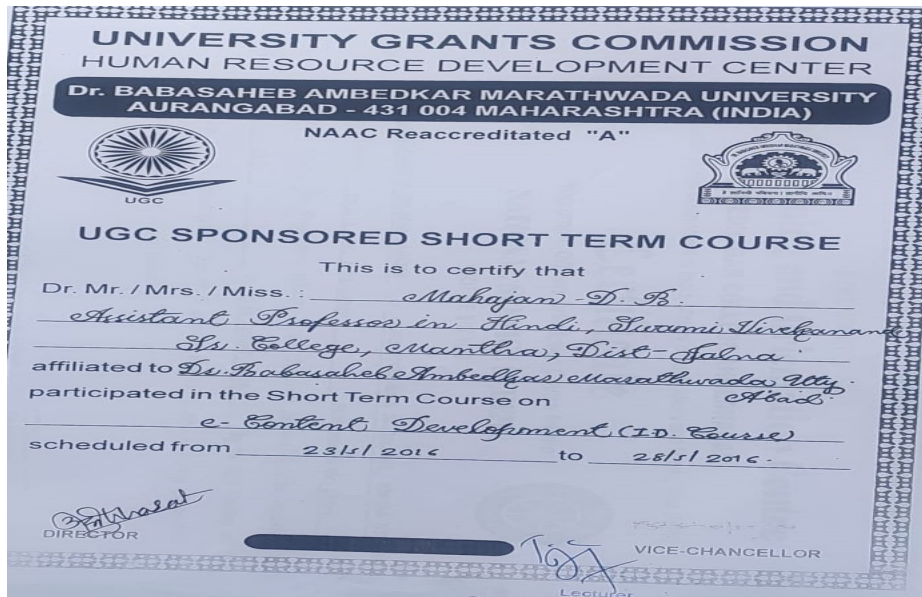 UNIVERSITY GRANTS COMMISSION
HUMAN RESOURCE DEVELOPMENT CENTER
Dr. BABASAHEB AMBEDKAR MARATHWADA UNIVERSITY
AURANGABAD - 431 004 MAHARASHTRA (INDIA)
NAAC Reaccreditated "A"
UGC
UGC SPONSORED SHORT TERM COURSE
This is to certify that
Dr. Mr. / Mrs. / Miss. : Mahajan - D. B.
Assistant Professor in Hindi, Swami Vivekanand
Sr. College, Mantha, Dist - Jalna
affiliated to Dr. Babasaheb Ambedkar Marathwada Uty.
A'bad.
participated in the Short Term Course on
e- Content Development (I.D. Course)
scheduled from 23/5/2016 to 28/5/2016.
DIRECTOR
VICE-CHANCELLOR
Lecturer